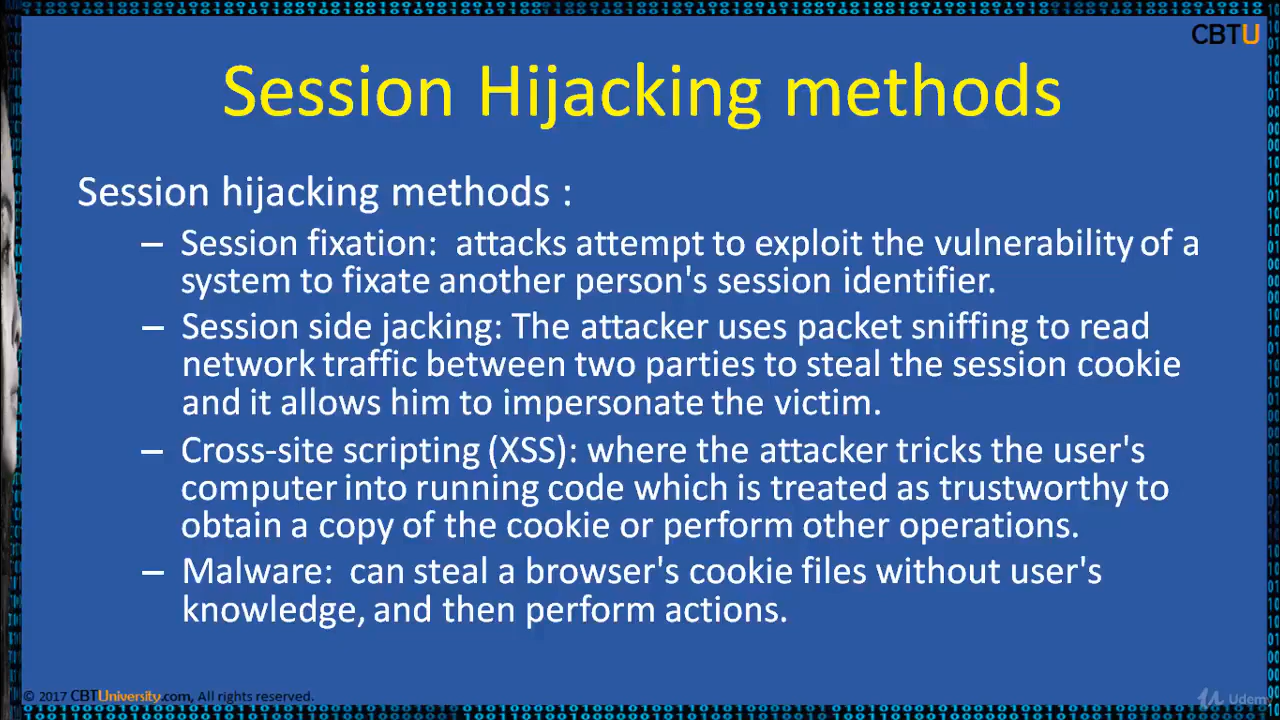 CBTU
Session Hijacking methods
Session hijacking methods :
– Session fixation: attacks attempt to exploit the vulnerability of a
system to fixate another person's session identifier.
– Session side jacking: The attacker uses packet sniffing to read
network traffic between two parties to steal the session cookie
and it allows him to impersonate the victim.
– Cross-site scripting (XSS): where the attacker tricks the user's
computer into running code which is treated as trustworthy to
obtain a copy of the cookie or perform other operations.
– Malware: can steal a browser's cookie files without user's
knowledge, and then perform actions.
© 2017 CBTUniversity.com, All rights reserved.
Udemy